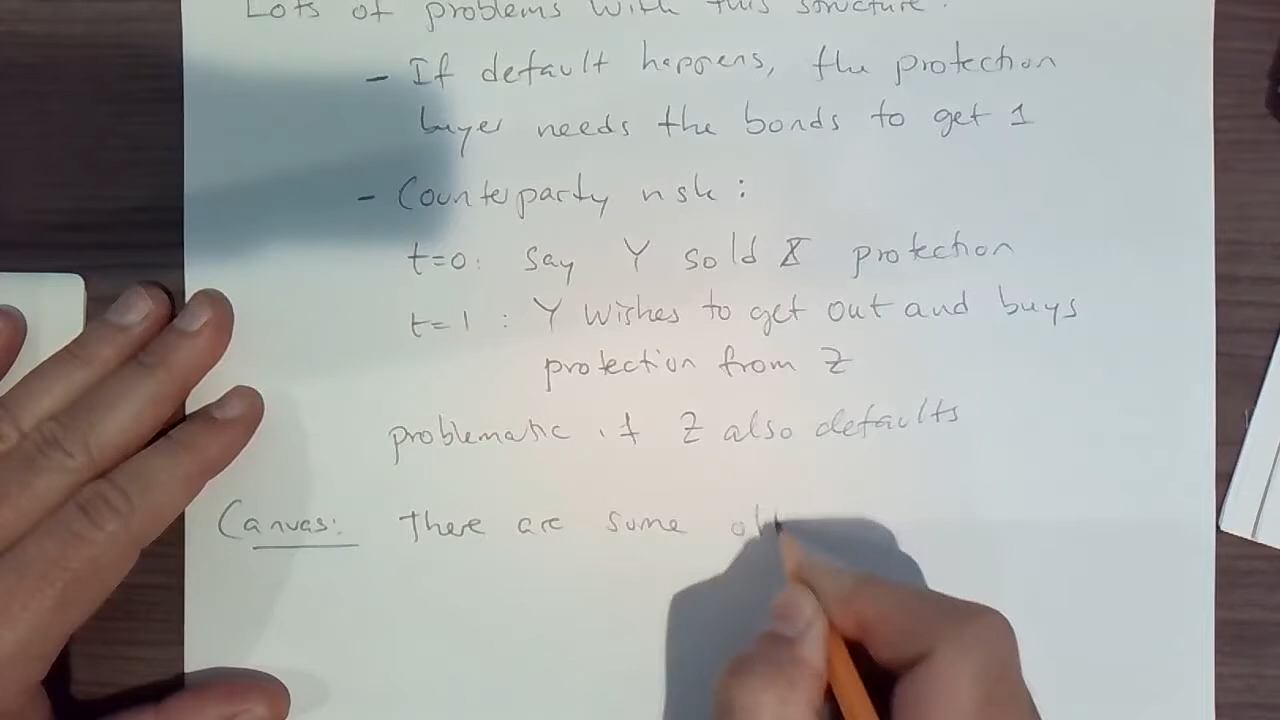 Lots of problems with this structure.
- If default happens, the protection
buyer needs the bonds to get 1
- Counterparty risk:
t=0: say Y sold X protection
t=1: Y wishes to get out and buys
protection from Z
problematic if Z also defaults
Canvas: There are some